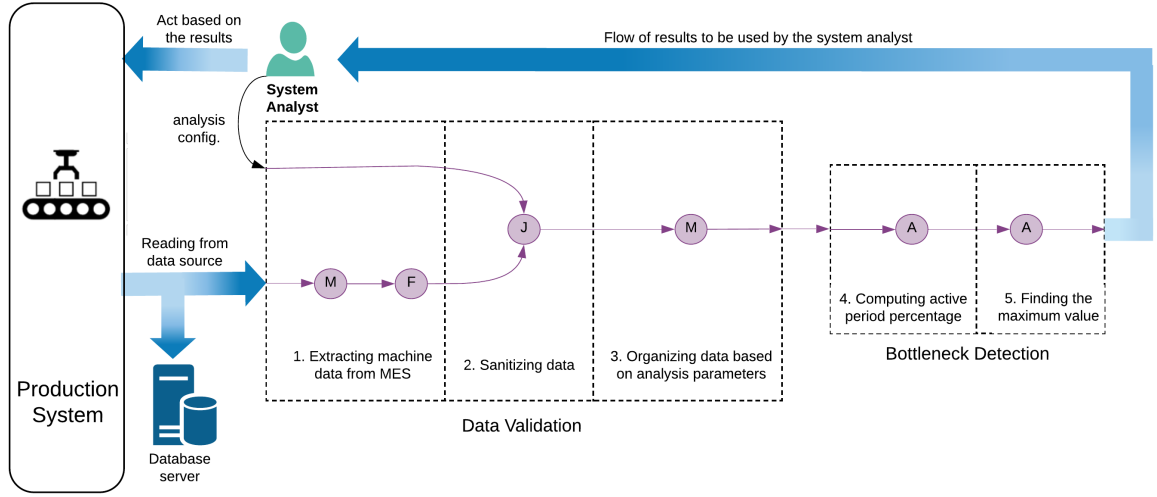 Act based on
the results
Flow of results to be used by the system analyst
System
Analyst
analysis
config.
Reading from
data source
J
M
A
A
M
F
1. Extracting machine
data from MES
2. Sanitizing data
3. Organizing data based
on analysis parameters
4. Computing active
period percentage
5. Finding the
maximum value
Bottleneck Detection
Data Validation
Production
System
Database
server